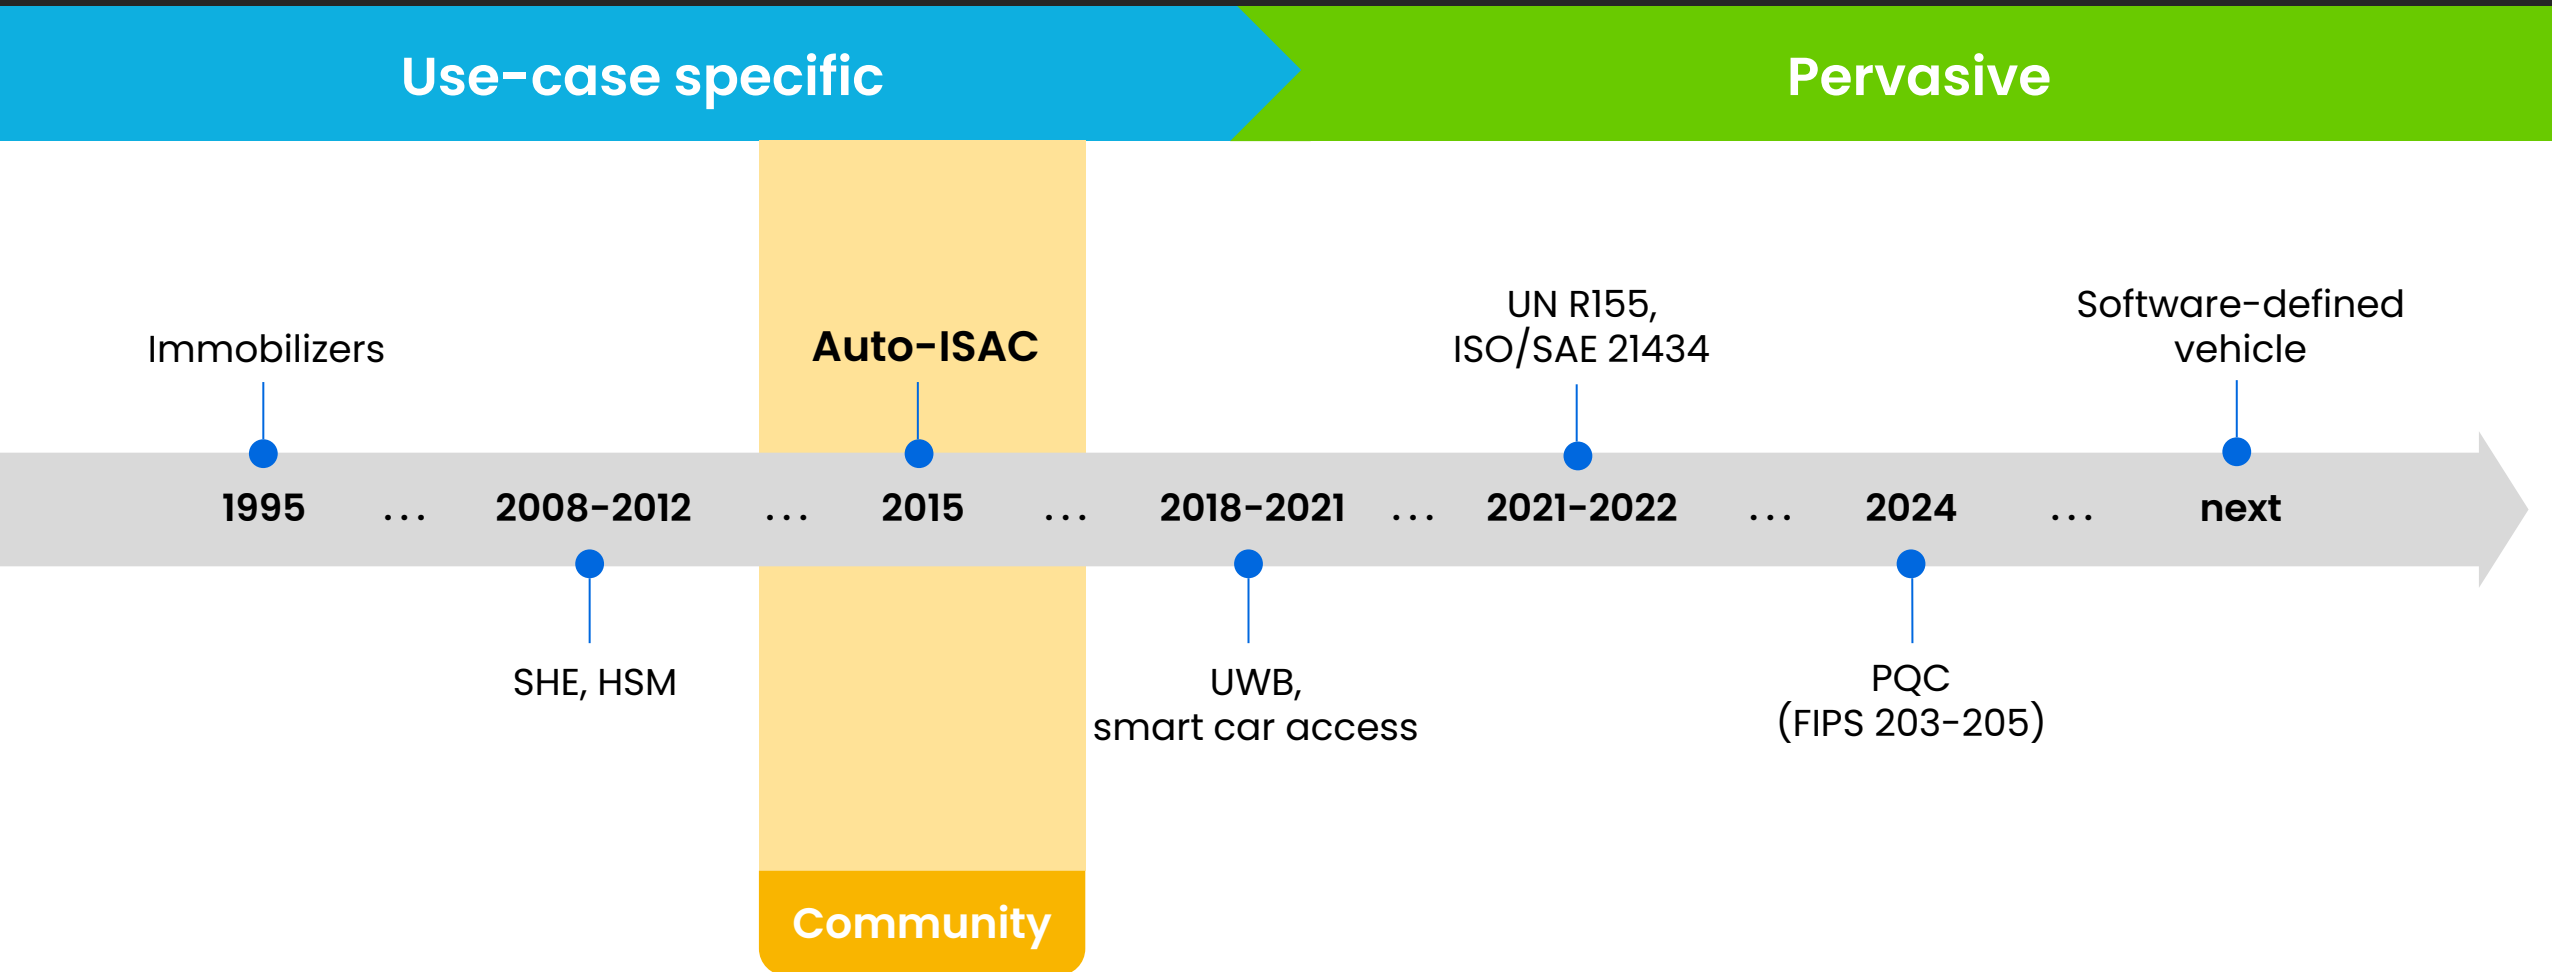 Use-case specific
Pervasive
Immobilizers
Auto-ISAC
UN R155,
ISO/SAE 21434
Software-defined
vehicle
1995 ... 2008-2012 ... 2015 ... 2018-2021 ... 2021-2022 ... 2024 ... next
SHE, HSM
UWB,
smart car access
PQC
(FIPS 203-205)
Community